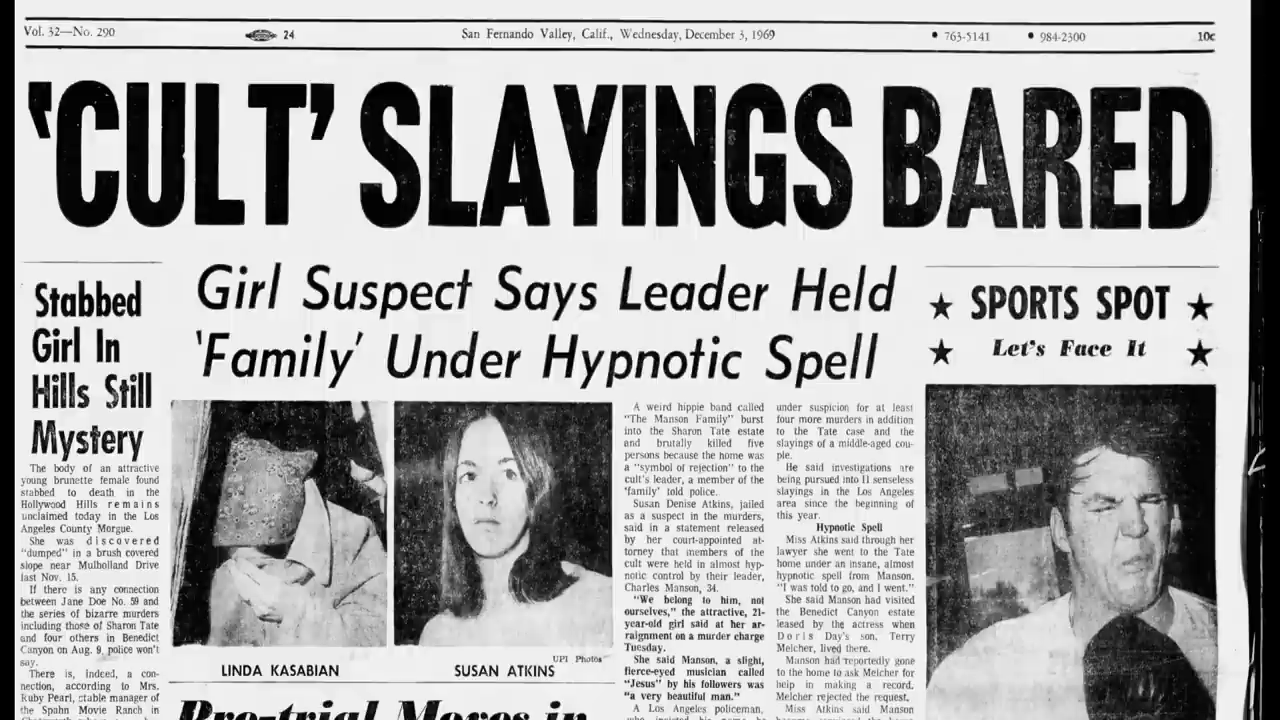 Vol. 32—No. 290
24
San Fernando Valley, Calif., Wednesday, December 3, 1969
• 763-5141
• 984-2300
10c
'CULT' SLAYINGS BARED
Stabbed
Girl In
Hills Still
Mystery
The body of an attractive
young brunette female found
stabbed to death in the
Hollywood Hills remains
unclaimed today in the Los
Angeles County Morgue.
She was discovered
"dumped" in a brush covered
slope near Mulholland Drive
last Nov. 15.
If there is any connection
between Jane Doe No. 59 and
the series of bizarre murders
including those of Sharon Tate
and four others in Benedict
Canyon on Aug. 9, police won't
say.
There is, indeed, a con-
nection, according to Mrs.
Ruby Pearl, stable manager of
the Spahn Movie Ranch in
Girl Suspect Says Leader Held
'Family' Under Hypnotic Spell
UPI Photos
LINDA KASABIAN
SUSAN ATKINS
Pre-trial Moves in
A weird hippie band called
"The Manson Family" burst
into the Sharon Tate estate
and brutally killed five
persons because the home was
a "symbol of rejection" to the
cult's leader, a member of the
"family" told police.
Susan Denise Atkins, jailed
as a suspect in the murders,
said in a statement released
by her court-appointed at-
torney that members of the
cult were held in almost hyp-
notic control by their leader,
Charles Manson, 34.
"We belong to him, not
ourselves," the attractive, 21-
year-old girl said at her ar-
raignment on a murder charge
Tuesday.
She said Manson, a slight,
fierce-eyed musician called
"Jesus" by his followers was
"a very beautiful man."
A Los Angeles policeman,
under suspicion for at least
four more murders in addition
to the Tate case and the
slayings of a middle-aged cou-
ple.
He said investigations are
being pursued into 11 senseless
slayings in the Los Angeles
area since the beginning of
this year.
Hypnotic Spell
Miss Atkins said through her
lawyer she went to the Tate
home under an insane, almost
hypnotic spell from Manson.
"I was told to go, and I went."
She said Manson had visited
the Benedict Canyon estate
leased by the actress when
Doris Day's son, Terry
Melcher, lived there.
Manson had reportedly gone
to the home to ask Melcher for
help in making a record.
Melcher rejected the request.
Miss Atkins said Manson
★ SPORTS SPOT ★
★ Let's Face It ★